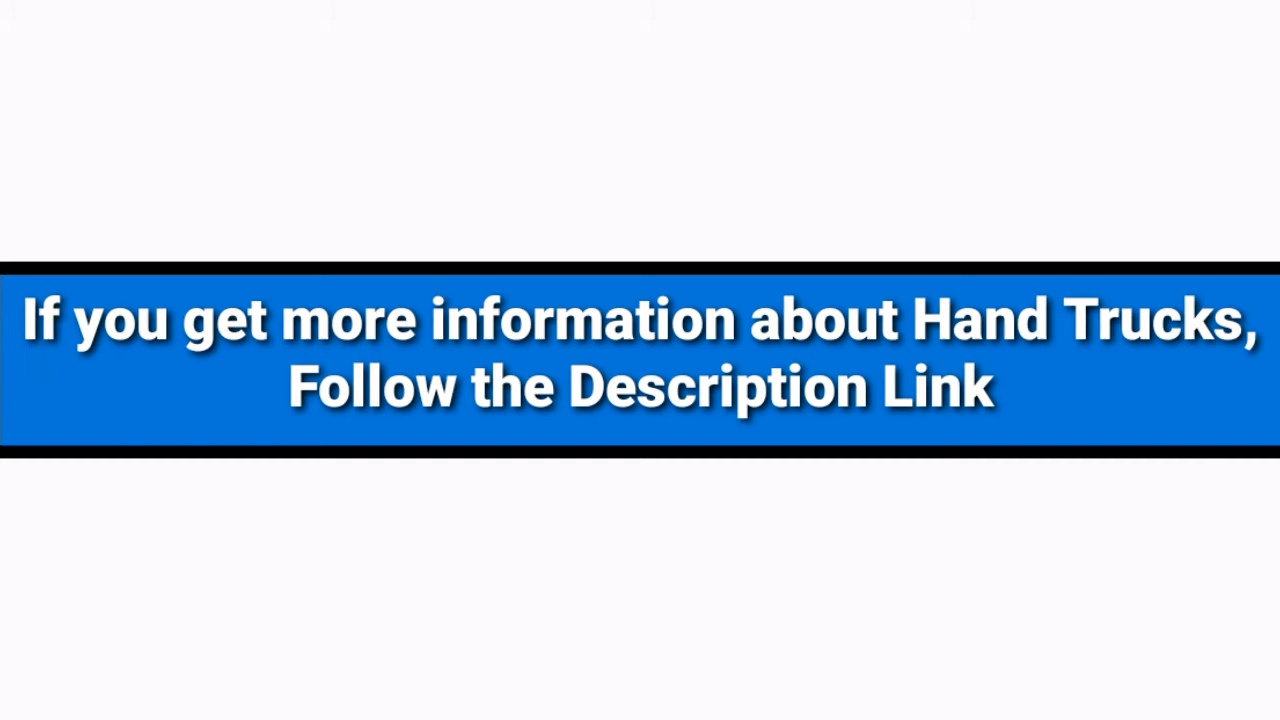 If you get more information about Hand Trucks,
Follow the Description Link